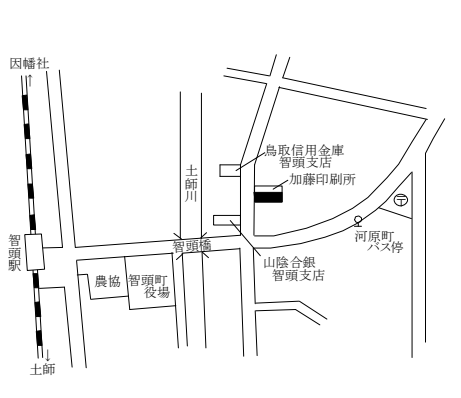 因幡社
↑
鳥取信用金庫
智頭支店
加藤印刷所
土師川
〒
智頭駅
智頭橋
河原町
バス停
山陰合銀
智頭支店
農協
智頭町
役場
↓
土師